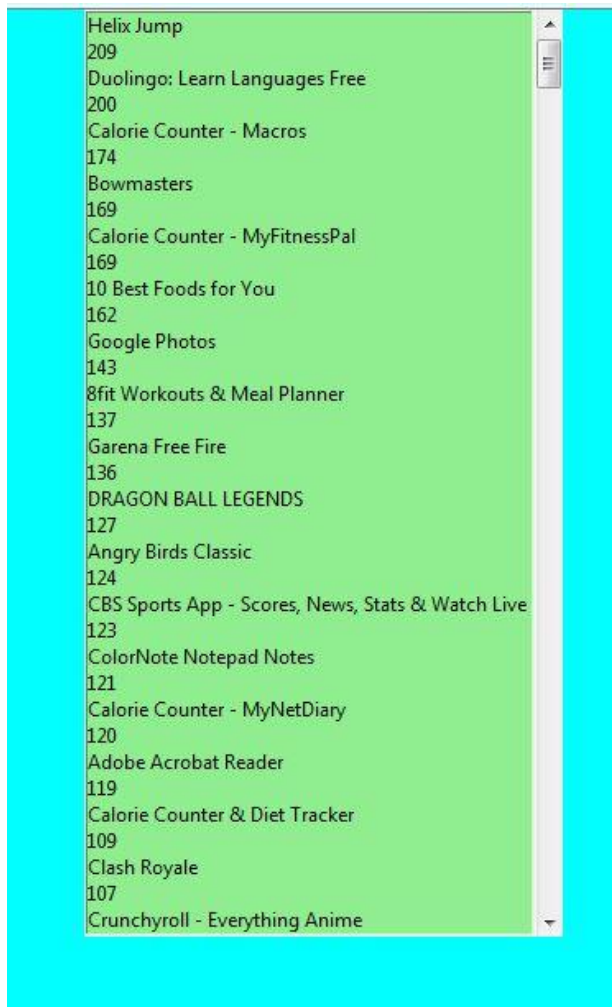 Helix Jump
209
Duolingo: Learn Languages Free
200
Calorie Counter - Macros
174
Bowmasters
169
Calorie Counter - MyFitnessPal
169
10 Best Foods for You
162
Google Photos
143
8fit Workouts & Meal Planner
137
Garena Free Fire
136
DRAGON BALL LEGENDS
127
Angry Birds Classic
124
CBS Sports App - Scores, News, Stats & Watch Live
123
ColorNote Notepad Notes
121
Calorie Counter - MyNetDiary
120
Adobe Acrobat Reader
119
Calorie Counter & Diet Tracker
109
Clash Royale
107
Crunchyroll - Everything Anime